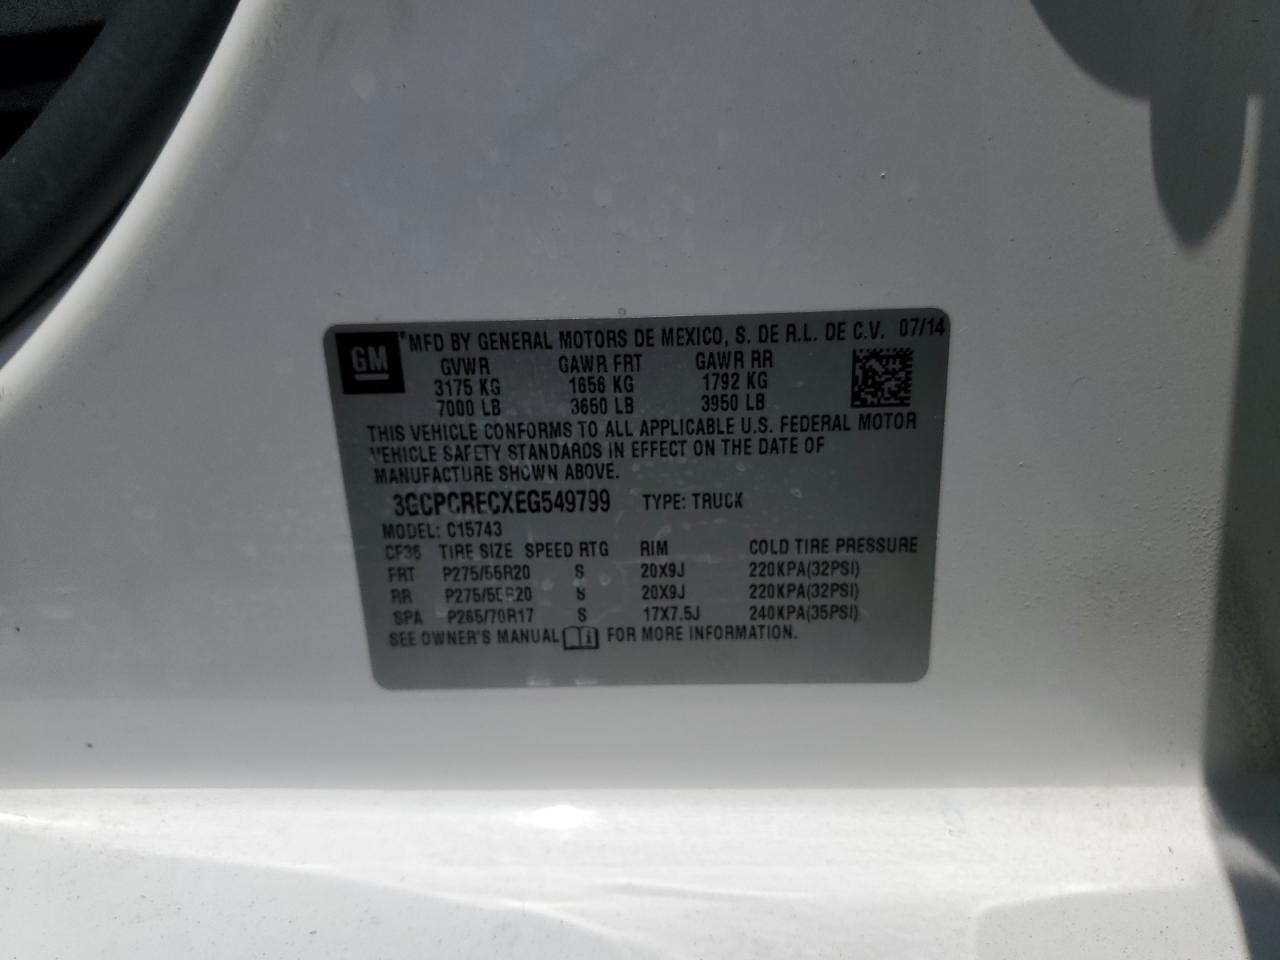 GM
*MFD BY GENERAL MOTORS DE MEXICO, S. DE R.L. DE C.V. 07/14
GVWR GAWR FRT GAWR RR
3175 KG 1656 KG 1792 KG
7000 LB 3650 LB 3950 LB
THIS VEHICLE CONFORMS TO ALL APPLICABLE U.S. FEDERAL MOTOR
VEHICLE SAFETY STANDARDS IN EFFECT ON THE DATE OF
MANUFACTURE SHOWN ABOVE.
3GCPCRECXEG549799 TYPE: TRUCK
MODEL: C15743
CF36 TIRE SIZE SPEED RTG RIM COLD TIRE PRESSURE
FRT P275/55R20 S 20X9J 220KPA(32PSI)
RR P275/55R20 S 20X9J 220KPA(32PSI)
SPA P265/70R17 S 17X7.5J 240KPA(35PSI)
SEE OWNER'S MANUAL FOR MORE INFORMATION.